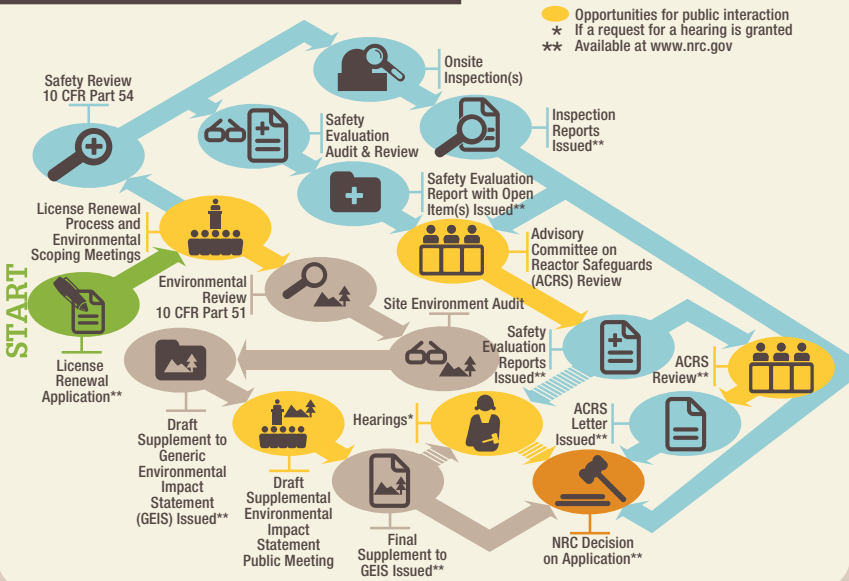 Opportunities for public interaction
* If a request for a hearing is granted
** Available at www.nrc.gov
Onsite
Inspection(s)
Safety Review
10 CFR Part 54
Safety
Evaluation
Audit & Review
Inspection
Reports
Issued**
Safety Evaluation
Report with Open
Item(s) Issued**
License Renewal
Process and
Environmental
Scoping Meetings
Advisory
Committee on
Reactor Safeguards
(ACRS) Review
START
Environmental
Review
10 CFR Part 51
Site Environment Audit
Safety
Evaluation
Reports
Issued**
ACRS
Review**
License
Renewal
Application**
Hearings*
ACRS
Letter
Issued**
Draft
Supplement to
Generic
Environmental
Impact
Statement
(GEIS) Issued**
Draft
Supplemental
Environmental
Impact
Statement
Public Meeting
Final
Supplement to
GEIS Issued**
NRC Decision
on Application**